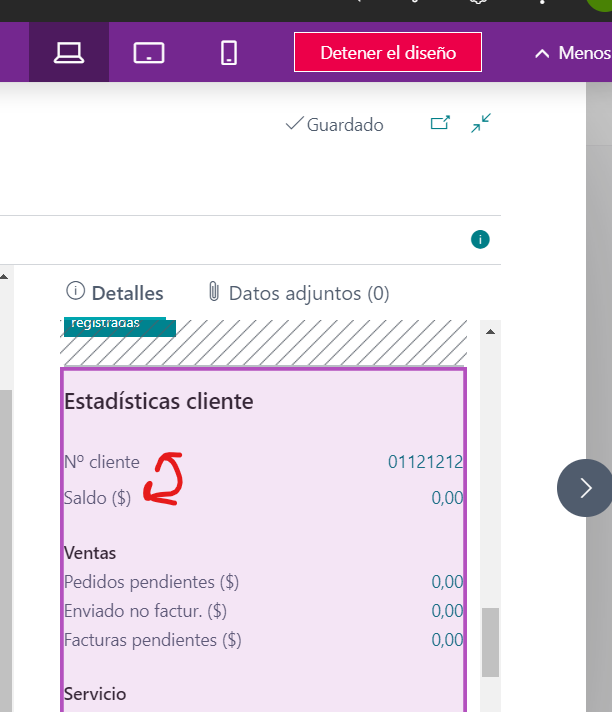 Detener el diseño
Menos
Guardado
Detalles
Datos adjuntos (0)
registradas
Estadísticas cliente
Nº cliente 01121212
Saldo ($) 0,00
Ventas
Pedidos pendientes ($) 0,00
Enviado no factur. ($) 0,00
Facturas pendientes ($) 0,00
Servicio